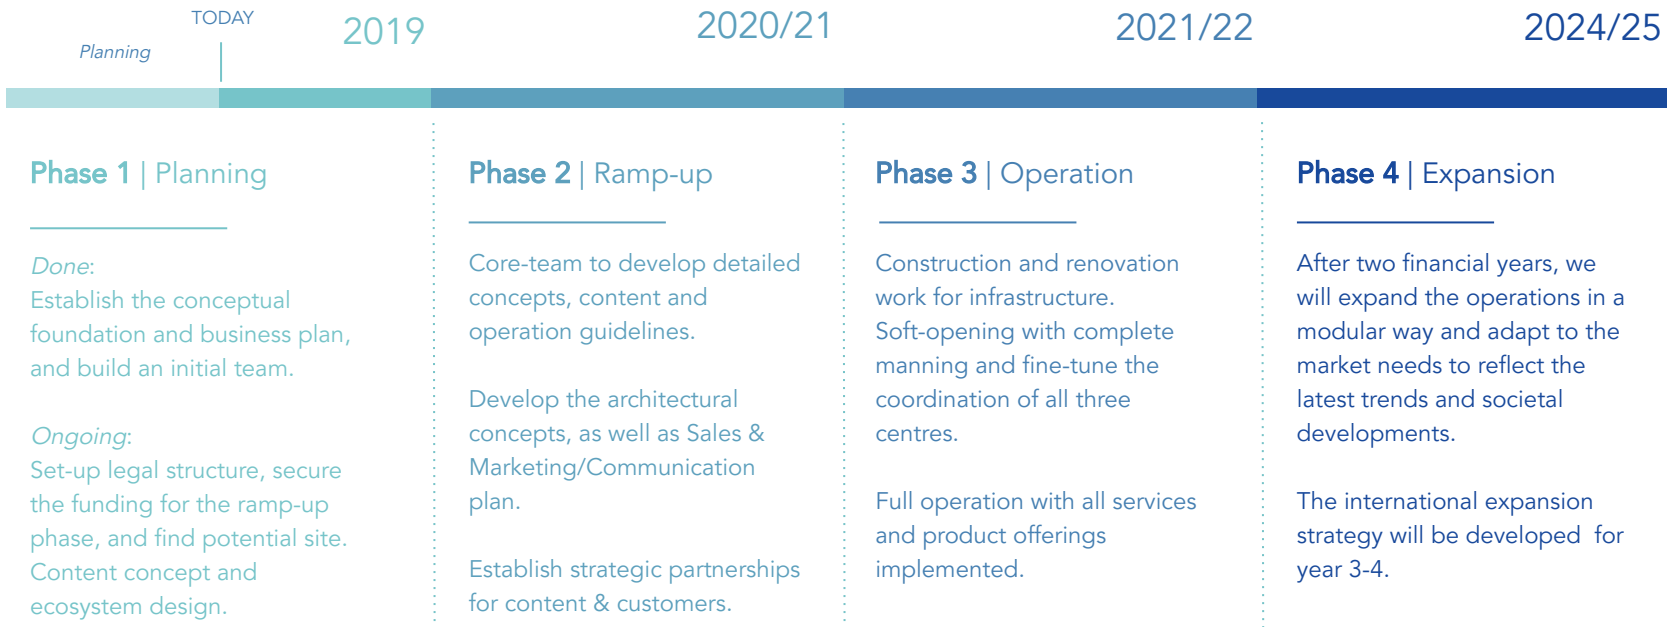 TODAY
Planning
2019
2020/21
2021/22
2024/25
Phase 1 | Planning
Done:
Establish the conceptual
foundation and business plan,
and build an initial team.
Ongoing:
Set-up legal structure, secure
the funding for the ramp-up
phase, and find potential site.
Content concept and
ecosystem design.
Phase 2 | Ramp-up
Core-team to develop detailed
concepts, content and
operation guidelines.
Develop the architectural
concepts, as well as Sales &
Marketing/Communication
plan.
Establish strategic partnerships
for content & customers.
Phase 3 | Operation
Construction and renovation
work for infrastructure.
Soft-opening with complete
manning and fine-tune the
coordination of all three
centres.
Full operation with all services
and product offerings
implemented.
Phase 4 | Expansion
After two financial years, we
will expand the operations in a
modular way and adapt to the
market needs to reflect the
latest trends and societal
developments.
The international expansion
strategy will be developed  for
year 3-4.